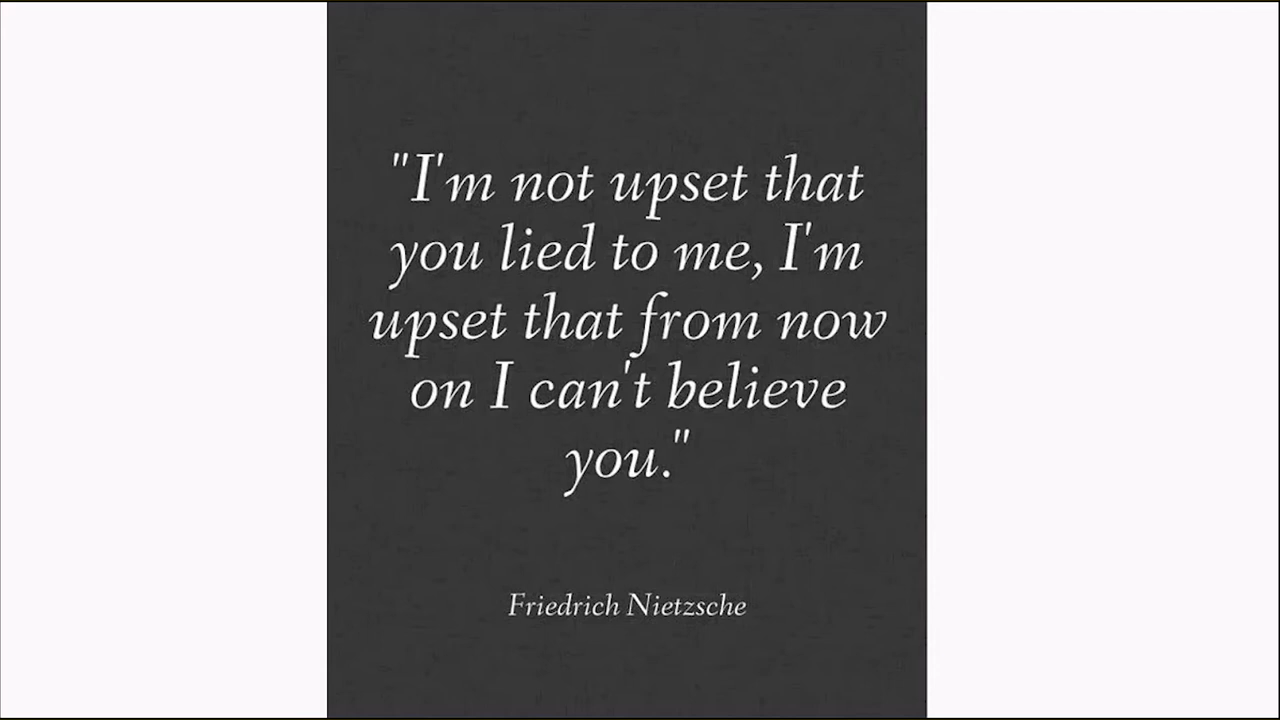 "I'm not upset that
you lied to me, I'm
upset that from now
on I can't believe
you."
Friedrich Nietzsche